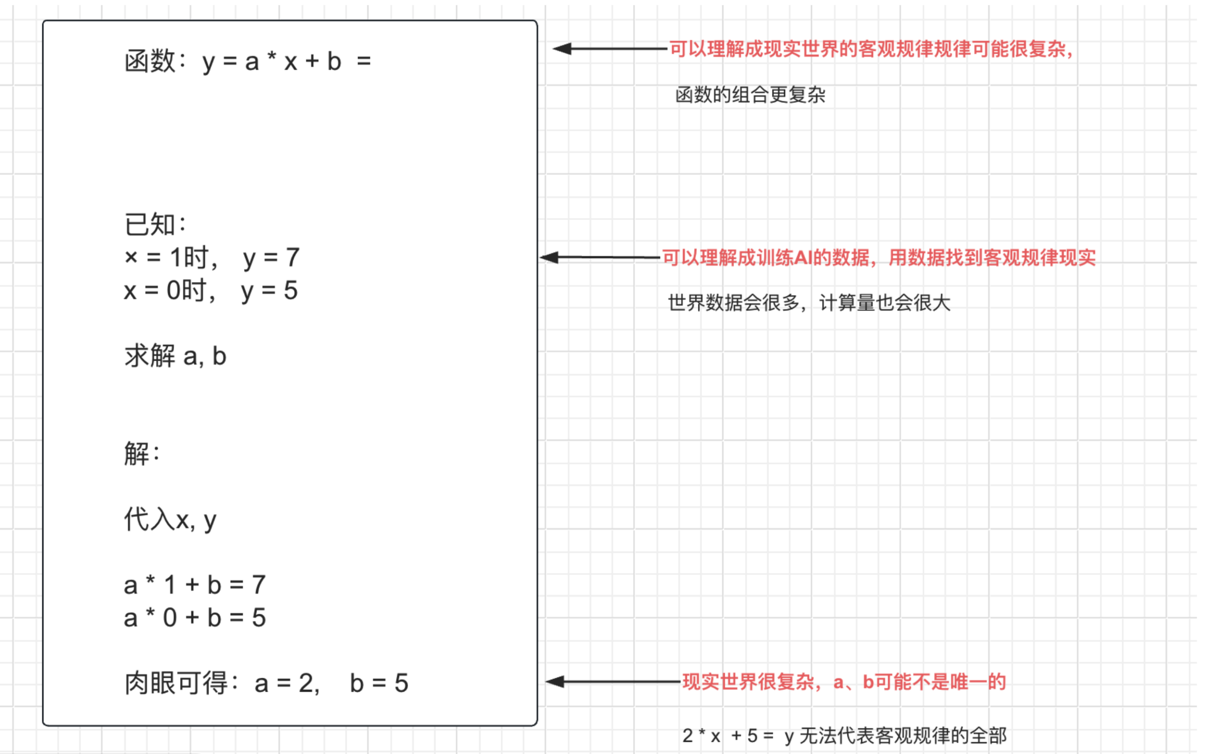 函数：y = a * x + b =
可以理解成现实世界的客观规律规律可能很复杂，
函数的组合更复杂
已知：
× = 1时， y = 7
x = 0时， y = 5
可以理解成训练AI的数据，用数据找到客观规律现实
世界数据会很多，计算量也会很大
求解 a, b
解：
代入x, y
a * 1 + b = 7
a * 0 + b = 5
肉眼可得：a = 2, b = 5
现实世界很复杂，a、b可能不是唯一的
2 * x + 5 = y 无法代表客观规律的全部